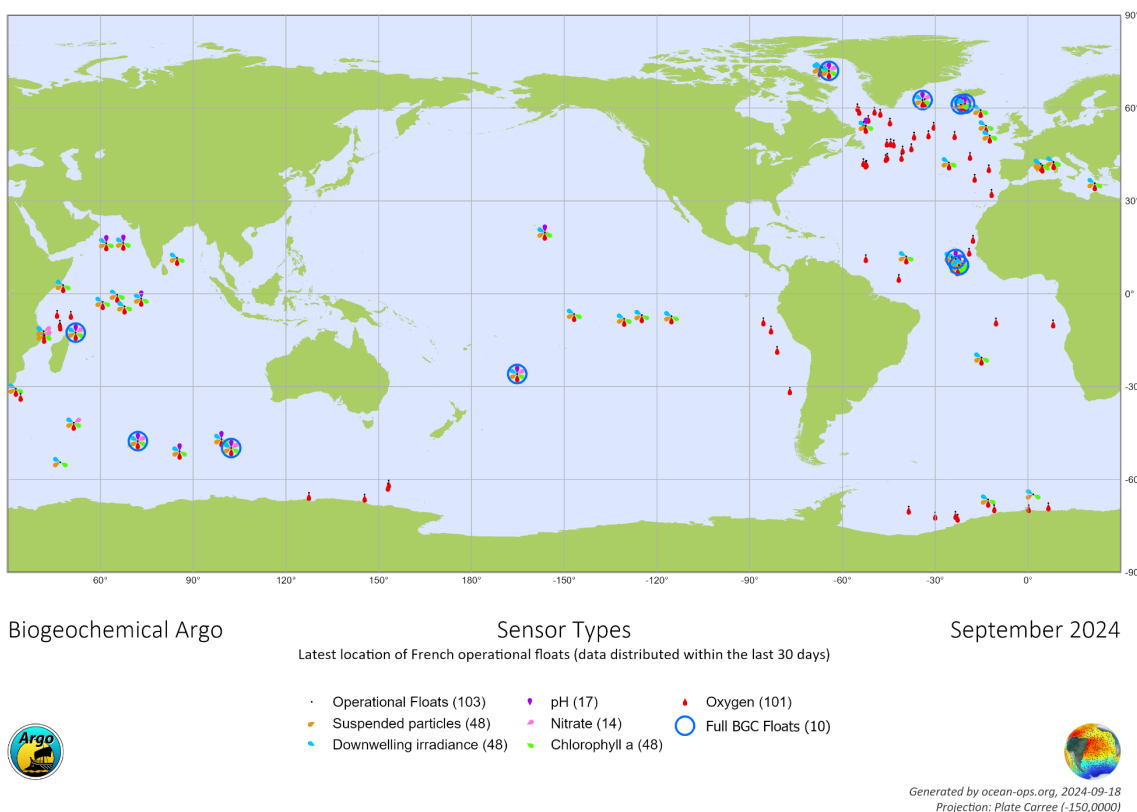 90°
60°
30°
0°
-30
-60
-90
60°
90°
120°
150°
180°
-150°
-120°
-90°
-60°
-30°
0°
Biogeochemical Argo
Sensor Types
September 2024
Latest location of French operational floats (data distributed within the last 30 days)
Operational Floats (103)
pH (17)
Oxygen (101)
Suspended particles (48)
Nitrate (14)
Full BGC Floats (10)
Downwelling irradiance (48)
Chlorophyll a (48)
Argo
Generated by ocean-ops.org, 2024-09-18
Projection: Plate Carree (-150,0000)